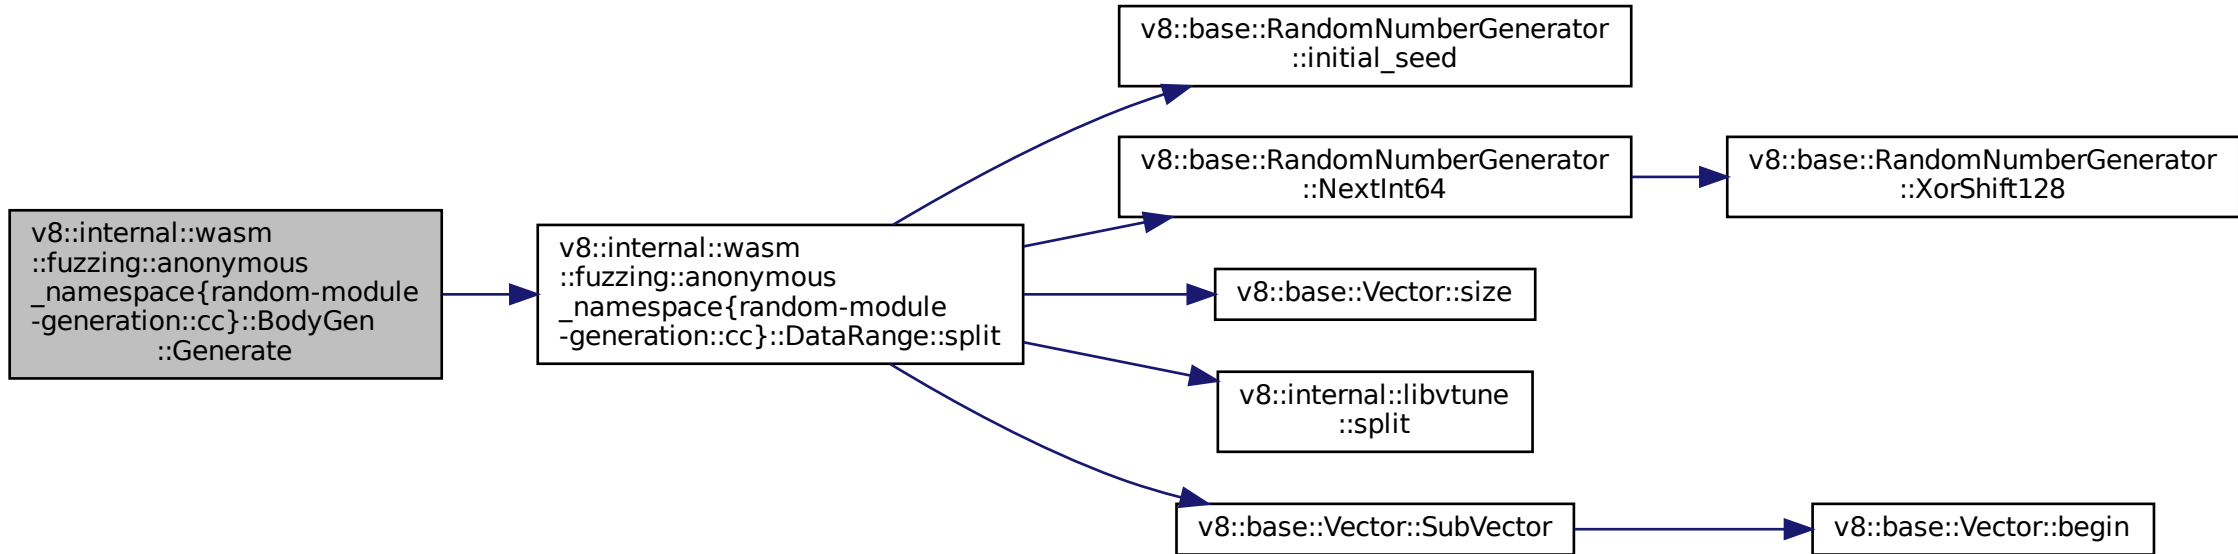 v8::internal::wasm
::fuzzing::anonymous
_namespace{random-module
-generation::cc}::BodyGen
::Generate
v8::internal::wasm
::fuzzing::anonymous
_namespace{random-module
-generation::cc}::DataRange::split
v8::base::RandomNumberGenerator
::initial_seed
v8::base::RandomNumberGenerator
::NextInt64
v8::base::RandomNumberGenerator
::XorShift128
v8::base::Vector::size
v8::internal::libvtune
::split
v8::base::Vector::SubVector
v8::base::Vector::begin